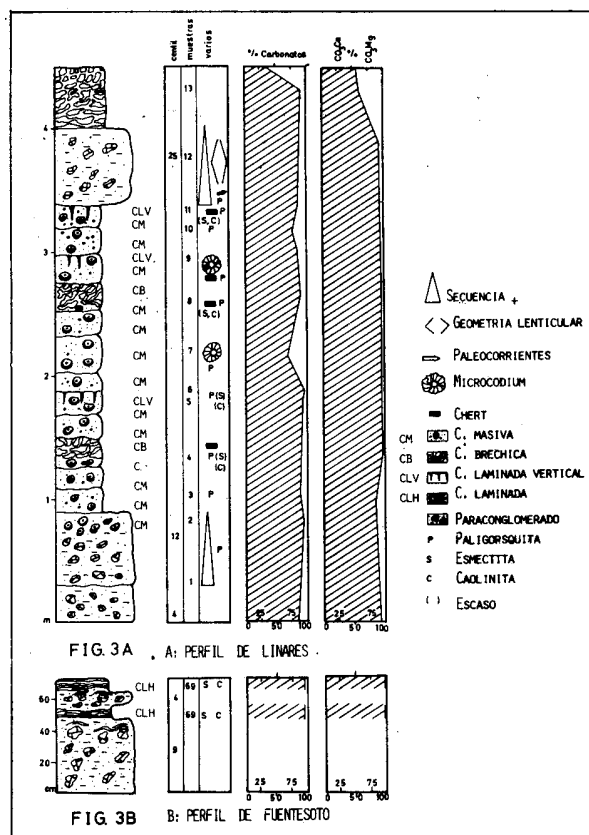 centil muestras varios % Carbonatos CO3Ca % CO3Mg
13
4
25 12
P
CLV 11 P
CM (S, C)
10 P
CM
3 CLV 9
CM P
CB
8 P
CM (S, C)
CM
CM 7
P
2
CM 6 P(S)
CLV 5 (C)
CM
CM
CB
P(S)
C. 4 (C)
CM 3 P
1 CM
CM 2
12 P
1
m 4
25 75 25 75
0 100 0 100
SECUENCIA +
GEOMETRIA LENTICULAR
PALEOCORRIENTES
MICROCODIUM
CHERT
CM C. MASIVA
CB C. BRECHICA
CLV C. LAMINADA VERTICAL
CLH C. LAMINADA
PARACONGLOMERADO
P PALIGORSQUITA
S ESMECTITA
C CAOLINITA
( ) ESCASO
FIG. 3A A: PERFIL DE LINARES
CLH 69 S C
60 4
CLH 69 S C
40
9
20
cm
25 75 25 75
0 100 0 100
FIG. 3B B: PERFIL DE FUENTESOTO